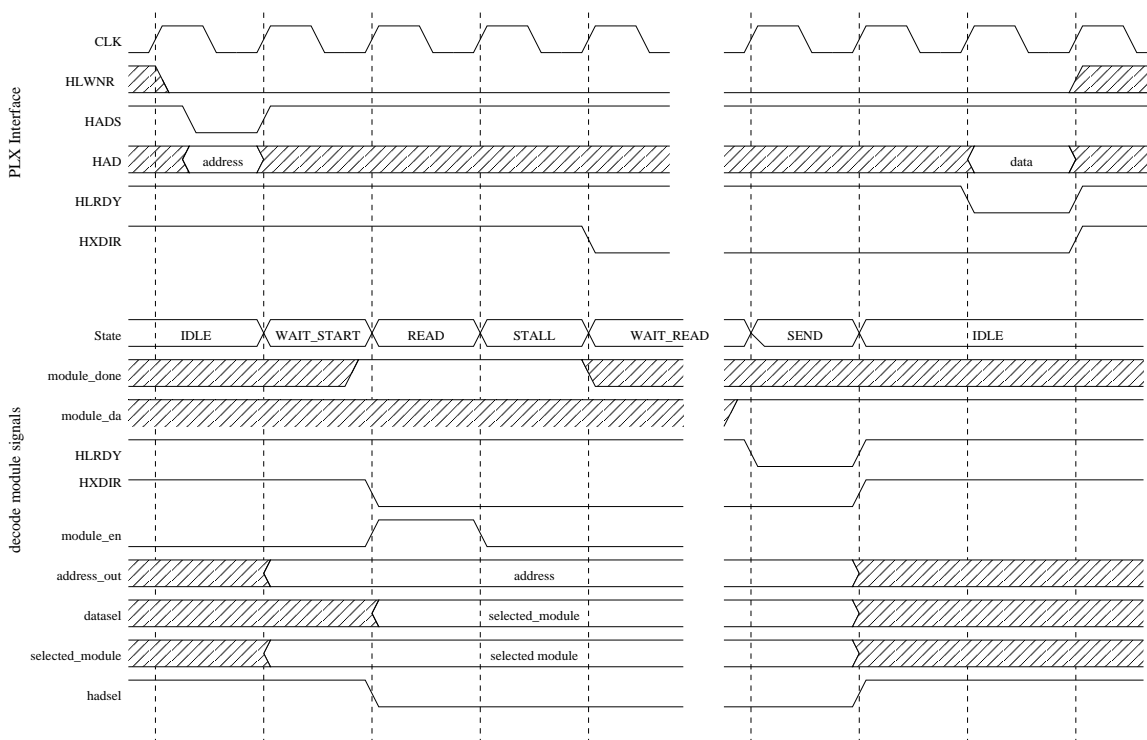 PLX Interface
CLK
HLWNR
HADS
HAD address data
HLRDY
HXDIR
decode module signals
State IDLE WAIT_START READ STALL WAIT_READ SEND IDLE
module_done
module_da
HLRDY
HXDIR
module_en
address_out address
datasel selected_module
selected_module selected module
hadsel